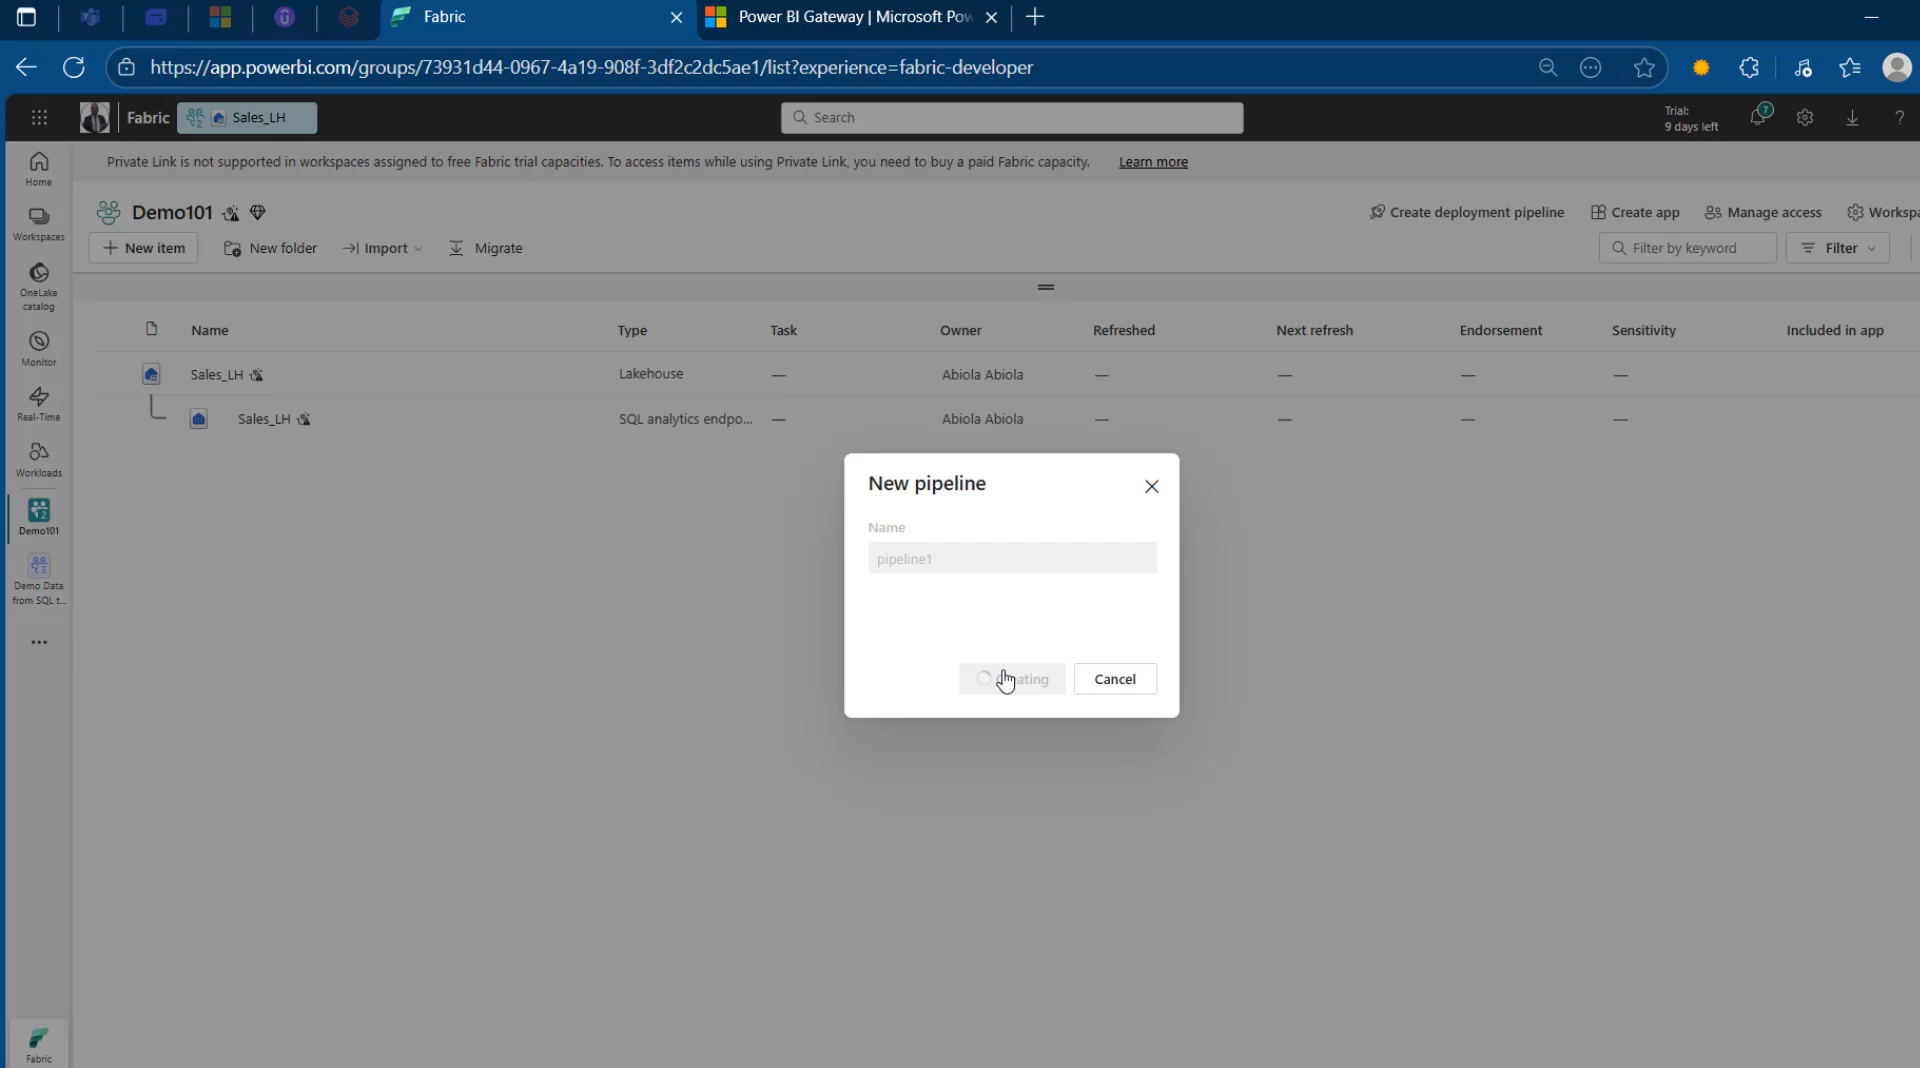 Fabric
Power BI Gateway | Microsoft Pow
https://app.powerbi.com/groups/73931d44-0967-4a19-908f-3df2c2dc5ae1/list?experience=fabric-developer
Fabric
Sales_LH
Search
Trial:
9 days left
7
?
Private Link is not supported in workspaces assigned to free Fabric trial capacities. To access items while using Private Link, you need to buy a paid Fabric capacity. Learn more
Home
Workspaces
OneLake
catalog
Monitor
Real-Time
Workloads
Demo101
Demo Data
from SQL t...
Fabric
Demo101
Create deployment pipeline
Create app
Manage access
Workspa
New item
New folder
Import
Migrate
Filter by keyword
Filter
Name Type Task Owner Refreshed Next refresh Endorsement Sensitivity Included in app
Sales_LH Lakehouse — Abiola Abiola — — — —
Sales_LH SQL analytics endpo... — Abiola Abiola — — — —
New pipeline
Name
pipeline1
ating
Cancel